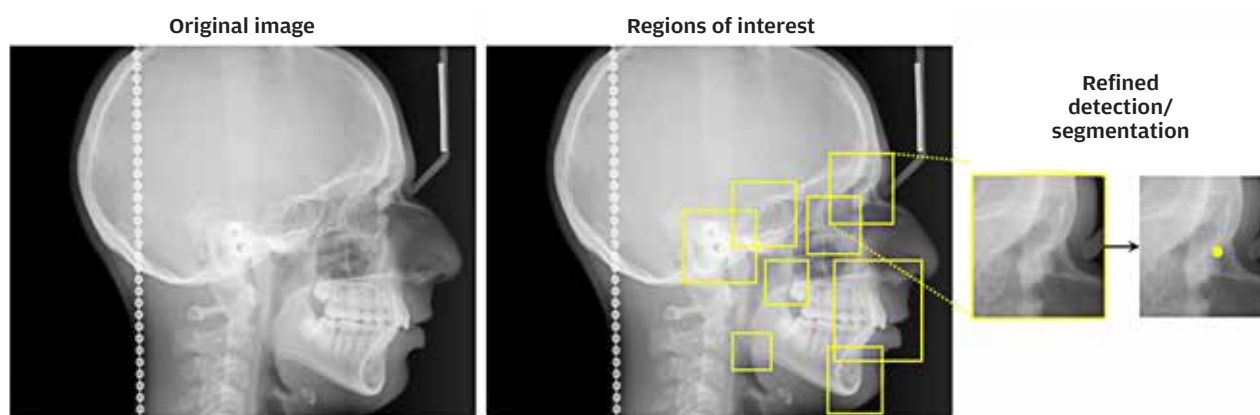 Original image
Regions of interest
Refined
detection/
segmentation